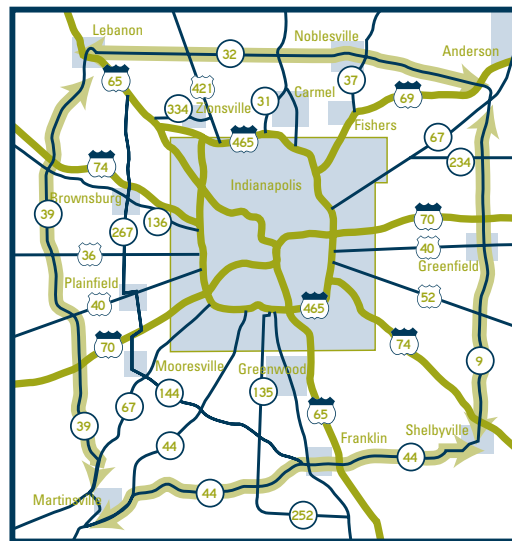 Lebanon
Noblesville
Anderson
32
65
421
31
Carmel
37
69
334
Zionsville
Fishers
67
465
234
74
Indianapolis
Brownsburg
39
136
70
267
36
40
Greenfield
Plainfield
40
52
465
70
74
Mooresville
Greenwood
9
144
135
67
65
39
44
Franklin
Shelbyville
44
44
Martinsville
252